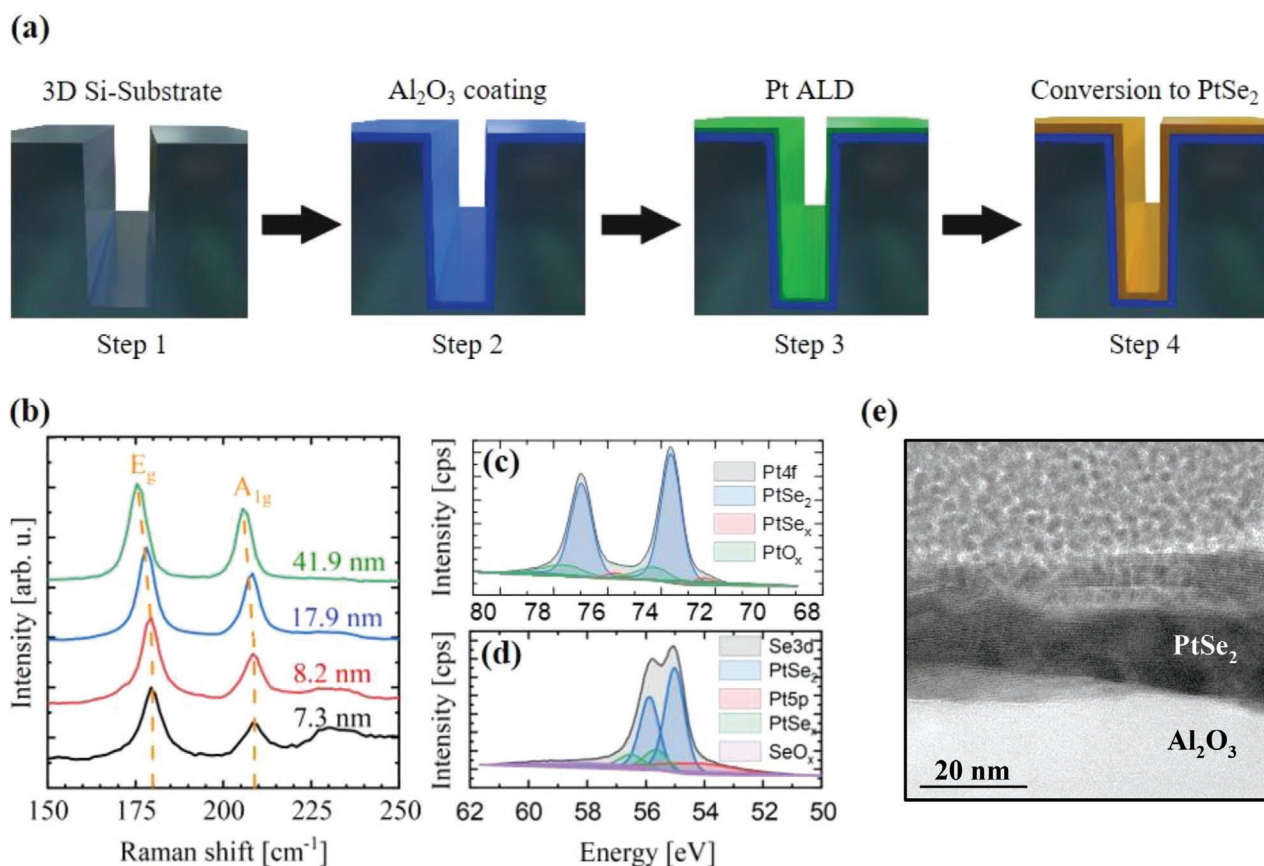 (a)
3D Si-Substrate
Al₂O₃ coating
Pt ALD
Conversion to PtSe₂
Step 1
Step 2
Step 3
Step 4
(b)
E_g
A_1g
41.9 nm
17.9 nm
8.2 nm
7.3 nm
Intensity [arb. u.]
150 175 200 225 250
Raman shift [cm⁻¹]
(c)
Intensity [cps]
Pt4f
PtSe₂
PtSeₓ
PtOₓ
80 78 76 74 72 70 68
(d)
Intensity [cps]
Se3d
PtSe₂
Pt5p
PtSeₓ
SeOₓ
62 60 58 56 54 52 50
Energy [eV]
(e)
PtSe₂
Al₂O₃
20 nm